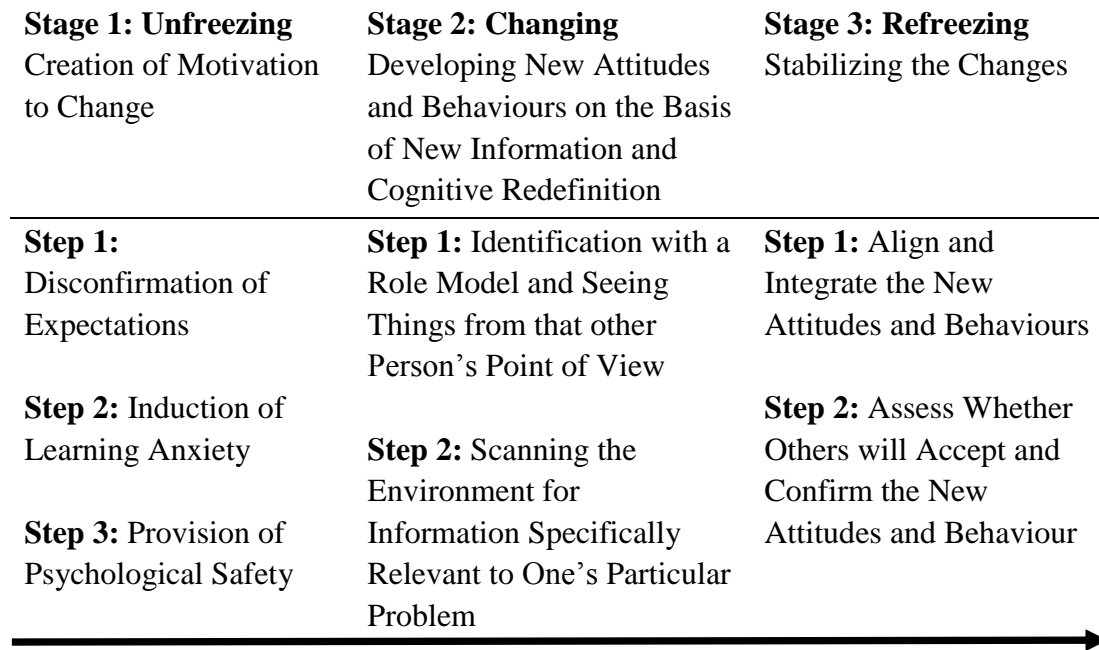 Stage 1: Unfreezing
Creation of Motivation
to Change
Stage 2: Changing
Developing New Attitudes
and Behaviours on the Basis
of New Information and
Cognitive Redefinition
Stage 3: Refreezing
Stabilizing the Changes
Step 1:
Disconfirmation of
Expectations
Step 2: Induction of
Learning Anxiety
Step 3: Provision of
Psychological Safety
Step 1: Identification with a
Role Model and Seeing
Things from that other
Person’s Point of View
Step 2: Scanning the
Environment for
Information Specifically
Relevant to One’s Particular
Problem
Step 1: Align and
Integrate the New
Attitudes and Behaviours
Step 2: Assess Whether
Others will Accept and
Confirm the New
Attitudes and Behaviour